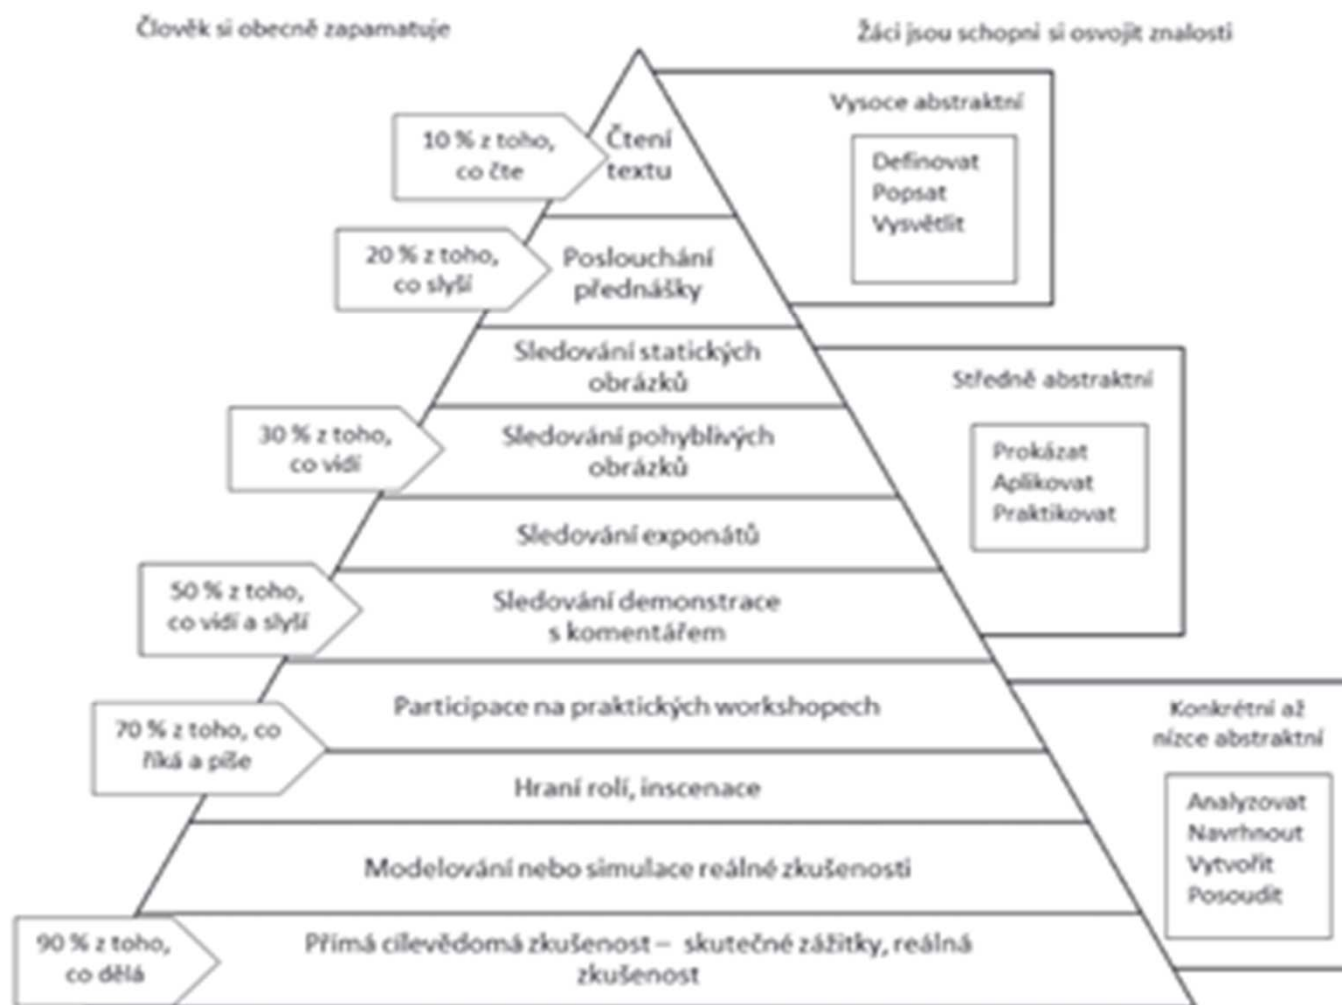 Člověk si obecně zapamatuje
Žáci jsou schopni si osvojit znalosti
10 % z toho,
co čte
Čtení
textu
Vysoce abstraktní
Definovat
Popsat
Vysvětlit
20 % z toho,
co slyší
Poslouchání
přednášky
Sledování statických
obrázků
Středně abstraktní
Prokázat
Aplikovat
Praktikovat
30 % z toho,
co vidí
Sledování pohyblivých
obrázků
Sledování exponátů
50 % z toho,
co vidí a slyší
Sledování demonstrace
s komentářem
Participace na praktických workshopech
70 % z toho, co
říká a píše
Hraní rolí, inscenace
Konkrétní až
nízce abstraktní
Analyzovat
Navrhnout
Vytvořit
Posoudit
Modelování nebo simulace reálné zkušenosti
90 % z toho,
co dělá
Přímá cílevědomá zkušenost – skutečné zážitky, reálná
zkušenost